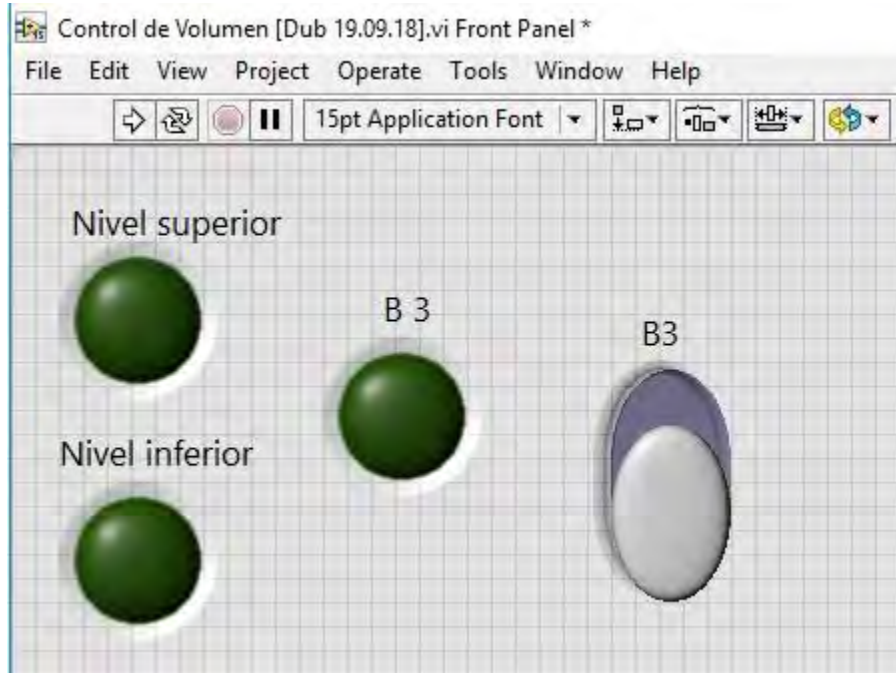 Control de Volumen [Dub 19.09.18].vi Front Panel *
File Edit View Project Operate Tools Window Help
15pt Application Font
Nivel superior
B 3
B3
Nivel inferior